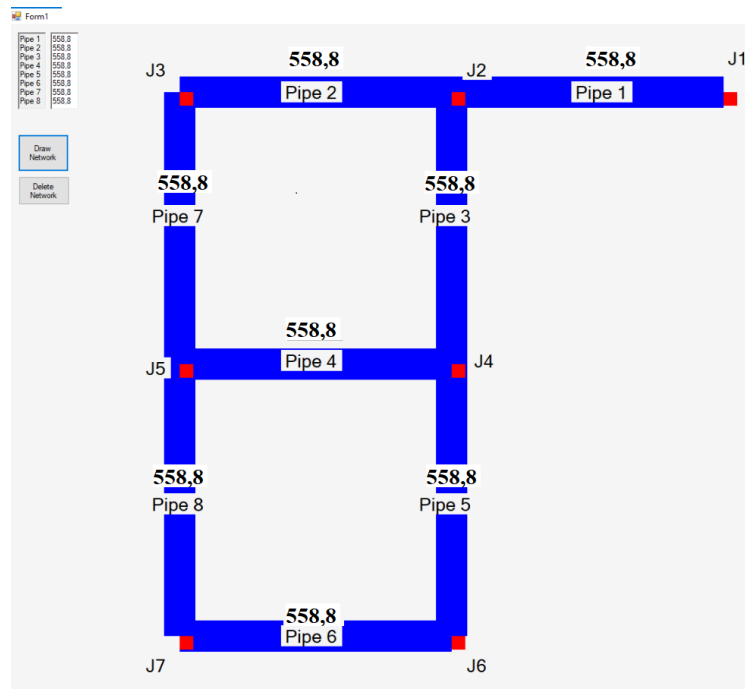 Form1
Pipe 1 558,8
Pipe 2 558,8
Pipe 3 558,8
Pipe 4 558,8
Pipe 5 558,8
Pipe 6 558,8
Pipe 7 558,8
Pipe 8 558,8
Draw
Network
Delete
Network
558,8 558,8 J1
J3 J2
Pipe 2 Pipe 1
558,8 558,8
Pipe 7 Pipe 3
558,8
Pipe 4
J5 J4
558,8 558,8
Pipe 8 Pipe 5
558,8
Pipe 6
J7 J6